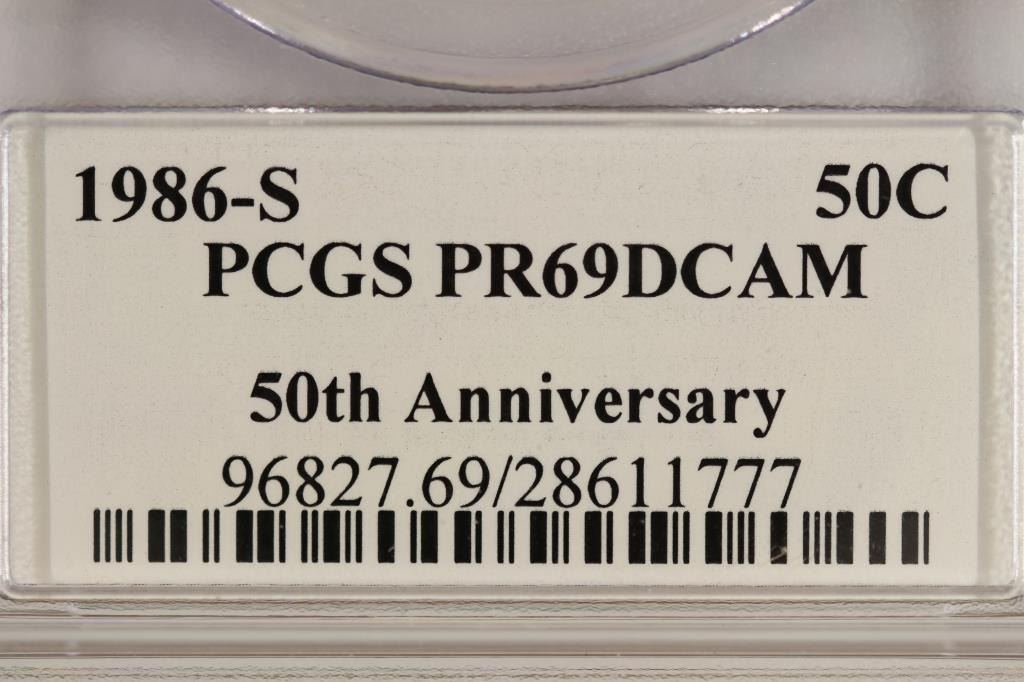 1986-S 50C
PCGS PR69DCAM
50th Anniversary
96827.69/28611777